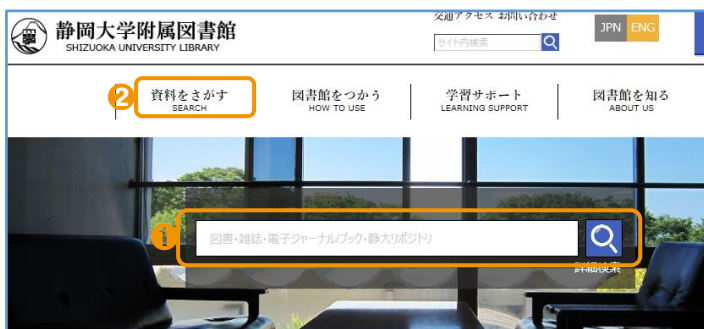 静岡大学附属図書館
SHIZUOKA UNIVERSITY LIBRARY
交通アクセス お問い合わせ
サイト内検索
JPN ENG
2 資料をさがす
SEARCH
図書館をつかう
HOW TO USE
学習サポート
LEARNING SUPPORT
図書館を知る
ABOUT US
1 図書・雑誌・電子ジャーナル/ブック・静大リポジトリ
詳細検索